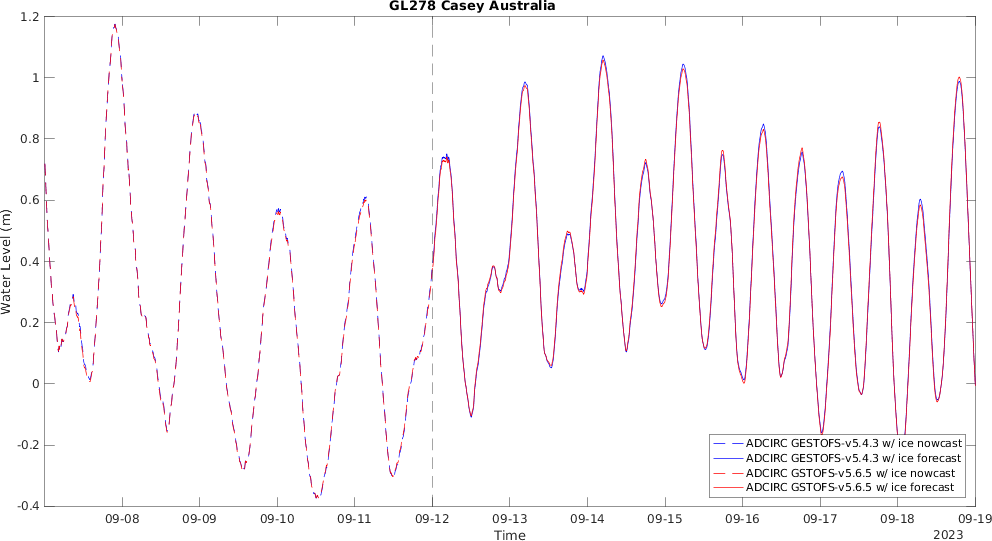 GL278 Casey Australia
1.2
1
0.8
0.6
0.4
0.2
0
-0.2
-0.4
Water Level (m)
ADCIRC GESTOFS-v5.4.3 w/ ice nowcast
ADCIRC GESTOFS-v5.4.3 w/ ice forecast
ADCIRC GSTOFS-v5.6.5 w/ ice nowcast
ADCIRC GSTOFS-v5.6.5 w/ ice forecast
09-08 09-09 09-10 09-11 09-12 09-13 09-14 09-15 09-16 09-17 09-18 09-19
Time
2023